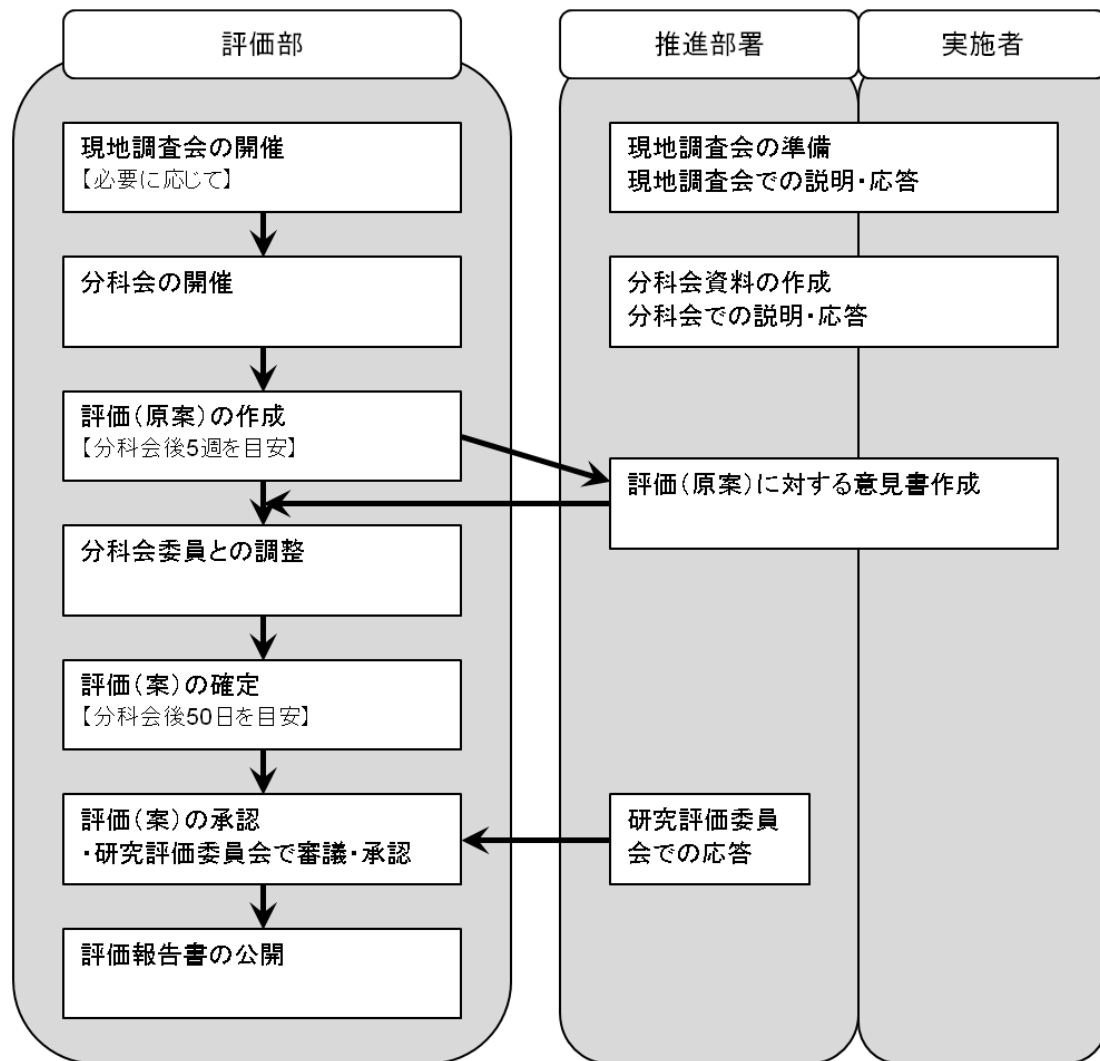 評価部
推進部署
実施者
現地調査会の開催
【必要に応じて】
現地調査会の準備
現地調査会での説明・応答
分科会の開催
分科会資料の作成
分科会での説明・応答
評価(原案)の作成
【分科会後5週を目安】
評価(原案)に対する意見書作成
分科会委員との調整
評価(案)の確定
【分科会後50日を目安】
評価(案)の承認
・研究評価委員会で審議・承認
研究評価委員
会での応答
評価報告書の公開